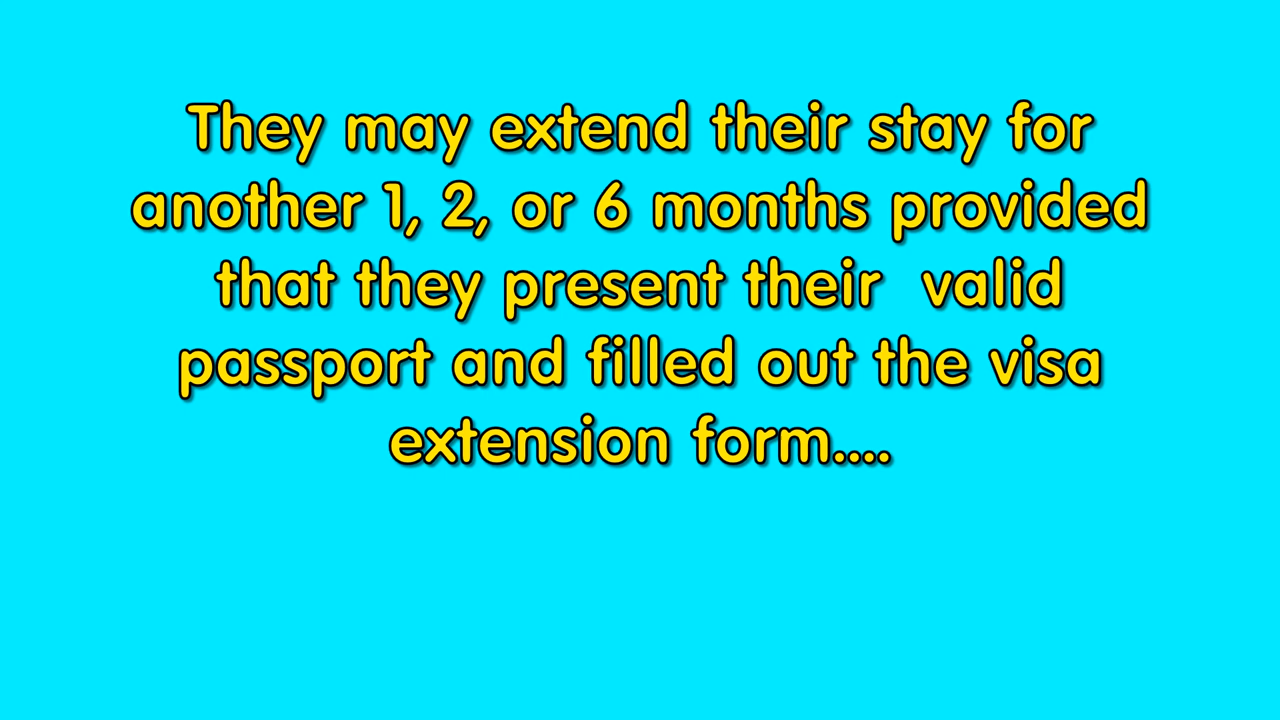 They may extend their stay for
another 1, 2, or 6 months provided
that they present their  valid
passport and filled out the visa
extension form....